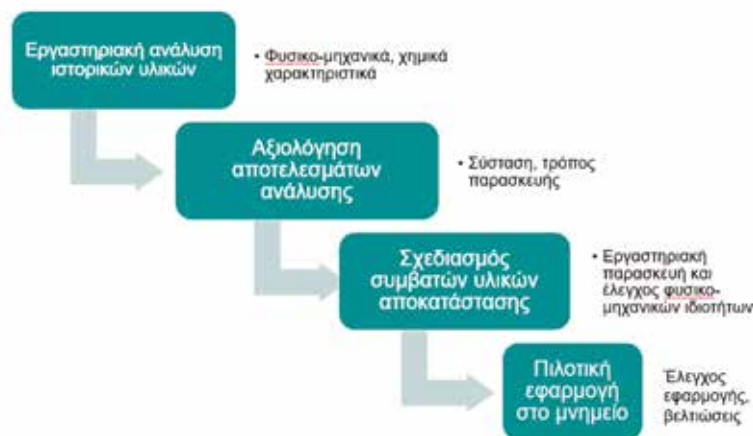 Εργαστηριακή ανάλυση
ιστορικών υλικών
• Φυσικο-μηχανικά, χημικά
χαρακτηριστικά
Αξιολόγηση
αποτελεσμάτων
ανάλυσης
• Σύσταση, τρόπος
παρασκευής
Σχεδιασμός
συμβατών υλικών
αποκατάστασης
• Εργαστηριακή
παρασκευή και
έλεγχος φυσικο-
μηχανικών ιδιοτήτων
Πιλοτική
εφαρμογή
στο μνημείο
Έλεγχος
εφαρμογής,
βελτιώσεις